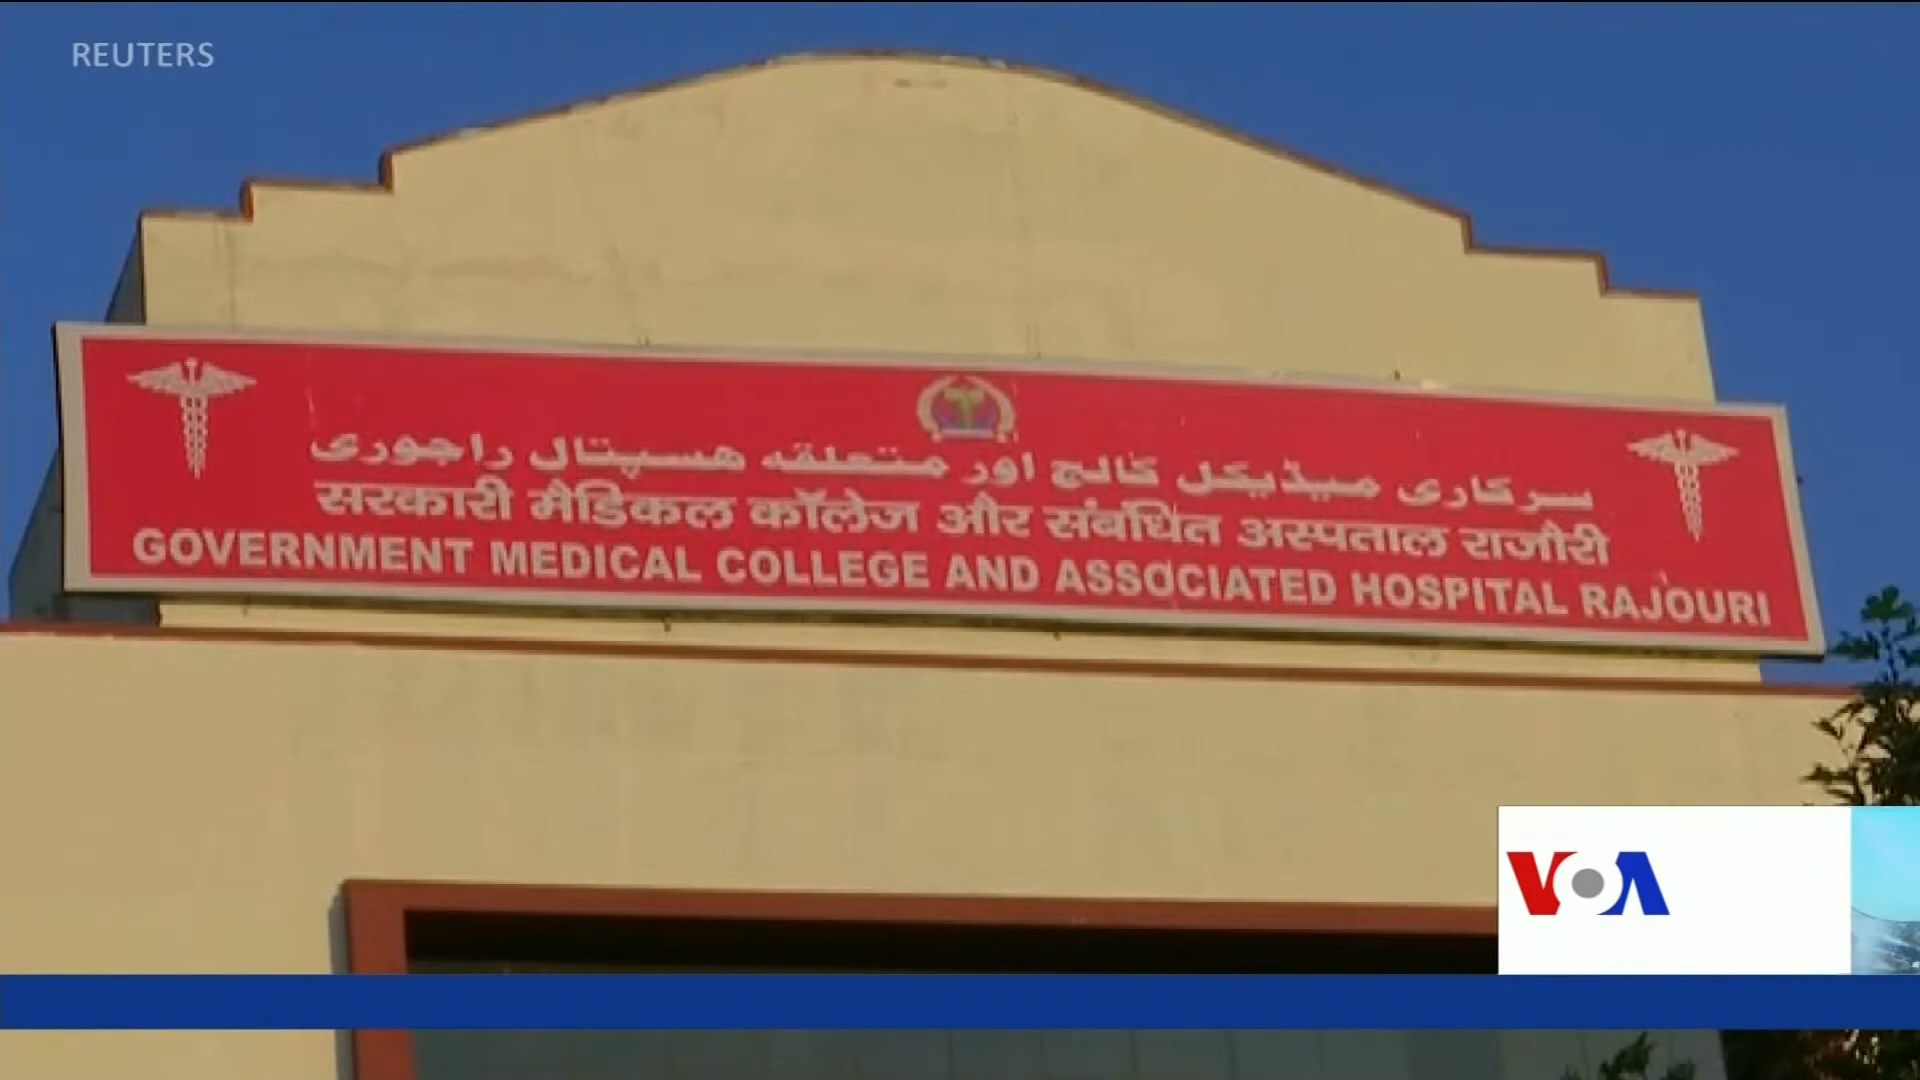 REUTERS
سرکاری میڈیکل کالج اور متعلقہ ہسپتال راجوری
सरकारी मैडिकल कॉलेज और संबंधित अस्पताल राजौरी
GOVERNMENT MEDICAL COLLEGE AND ASSOCIATED HOSPITAL RAJOURI
VOA